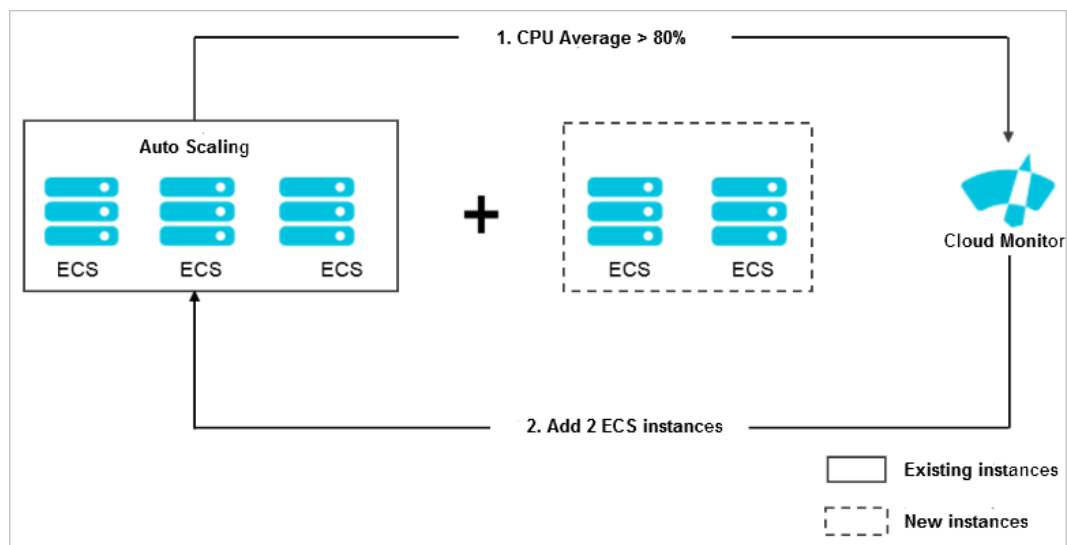 1. CPU Average > 80%
Auto Scaling
ECS
ECS
ECS
+
ECS
ECS
Cloud Monitor
2. Add 2 ECS instances
Existing instances
New instances